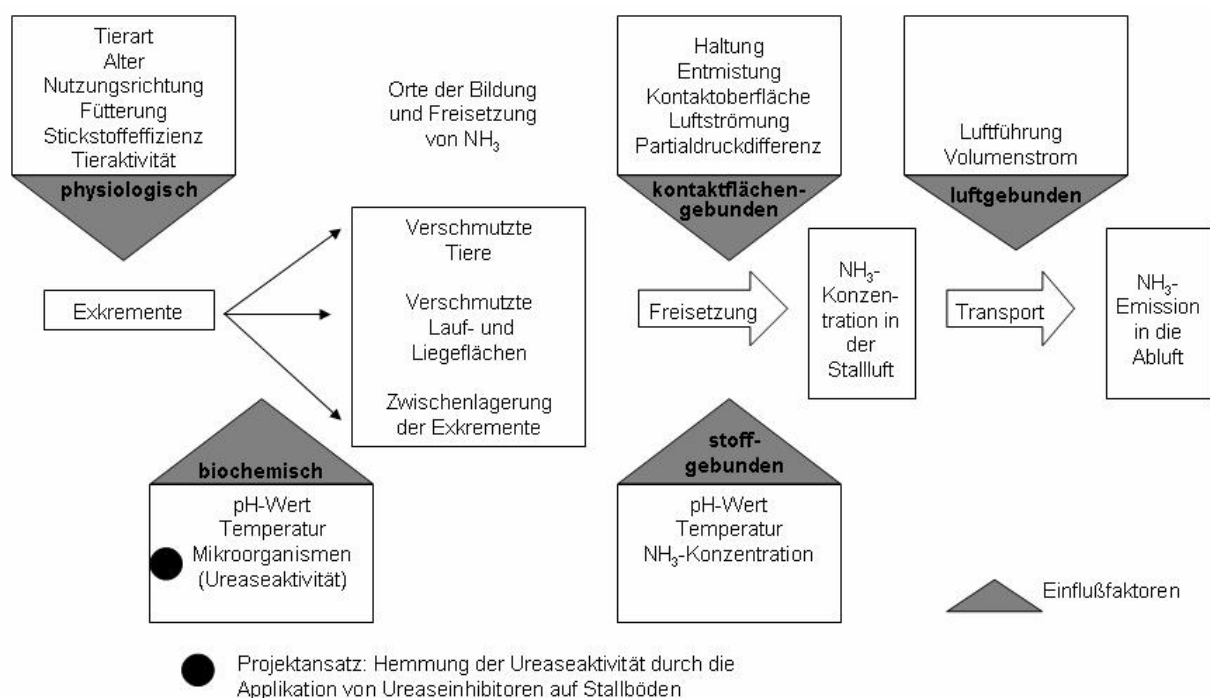 Tierart
Alter
Nutzungsrichtung
Fütterung
Stickstoffeffizienz
Tieraktivität
physiologisch
Orte der Bildung
und Freisetzung
von NH₃
Haltung
Entmistung
Kontaktoberfläche
Luftströmung
Partialdruckdifferenz
kontaktflächen-
gebunden
Luftführung
Volumenstrom
luftgebunden
Exkremente
Verschmutzte
Tiere
Verschmutzte
Lauf- und
Liegeflächen
Zwischenlagerung
der Exkremente
Freisetzung
NH₃-
Konzen-
tration in
der
Stallluft
Transport
NH₃-
Emission
in die
Abluft
biochemisch
pH-Wert
Temperatur
Mikroorganismen
(Ureaseaktivität)
stoff-
gebunden
pH-Wert
Temperatur
NH₃-Konzentration
Einflußfaktoren
Projektansatz: Hemmung der Ureaseaktivität durch die
Applikation von Ureaseinhibitoren auf Stallböden